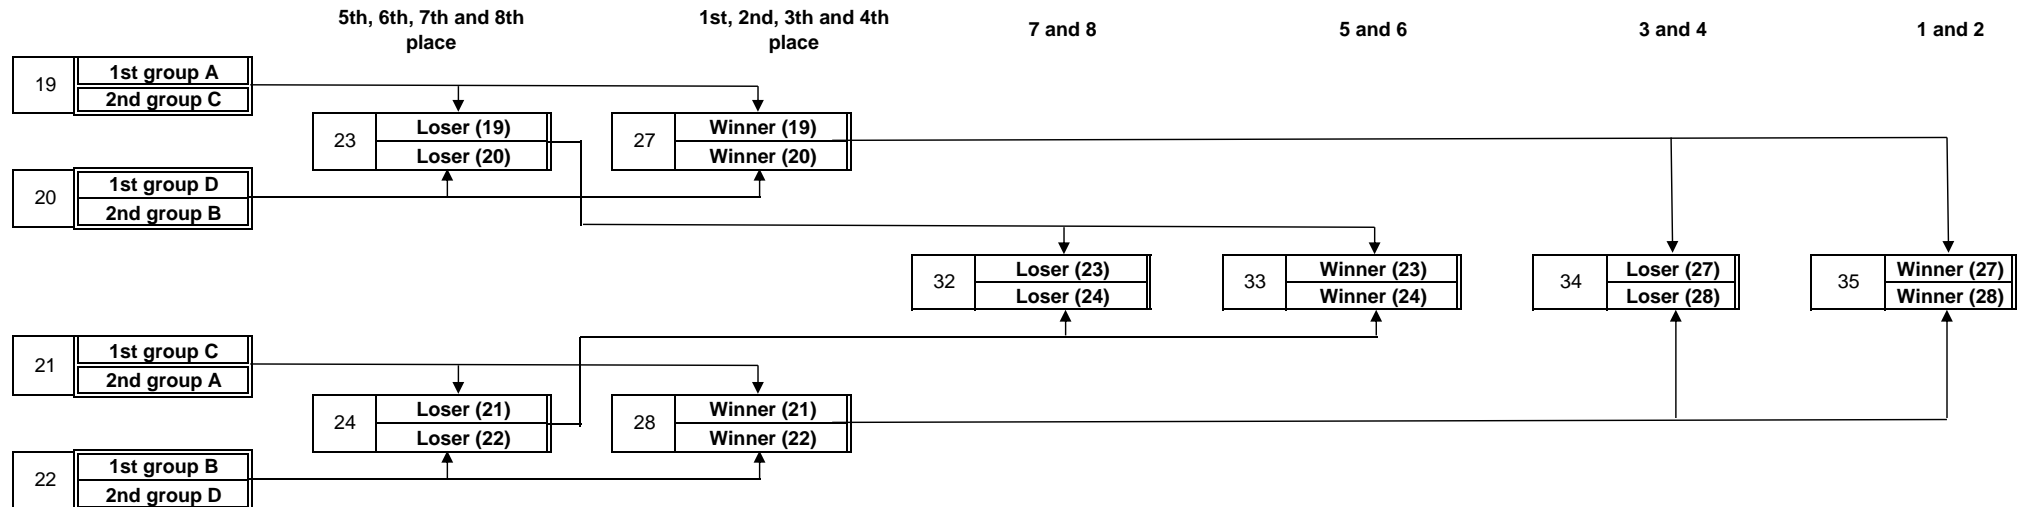 5th, 6th, 7th and 8th
place
1st, 2nd, 3th and 4th
place
7 and 8
5 and 6
3 and 4
1 and 2
19
1st group A
2nd group C
23
Loser (19)
Loser (20)
27
Winner (19)
Winner (20)
20
1st group D
2nd group B
32
Loser (23)
Loser (24)
33
Winner (23)
Winner (24)
34
Loser (27)
Loser (28)
35
Winner (27)
Winner (28)
21
1st group C
2nd group A
24
Loser (21)
Loser (22)
28
Winner (21)
Winner (22)
22
1st group B
2nd group D